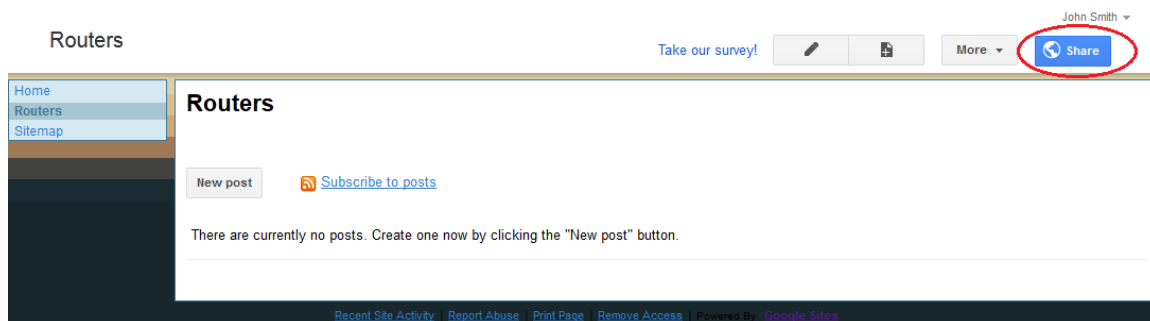 John Smith
Routers
Take our survey!
More
Share
Home
Routers
Sitemap
Routers
New post
Subscribe to posts
There are currently no posts. Create one now by clicking the "New post" button.
Recent Site Activity | Report Abuse | Print Page | Remove Access | Powered By Google Sites